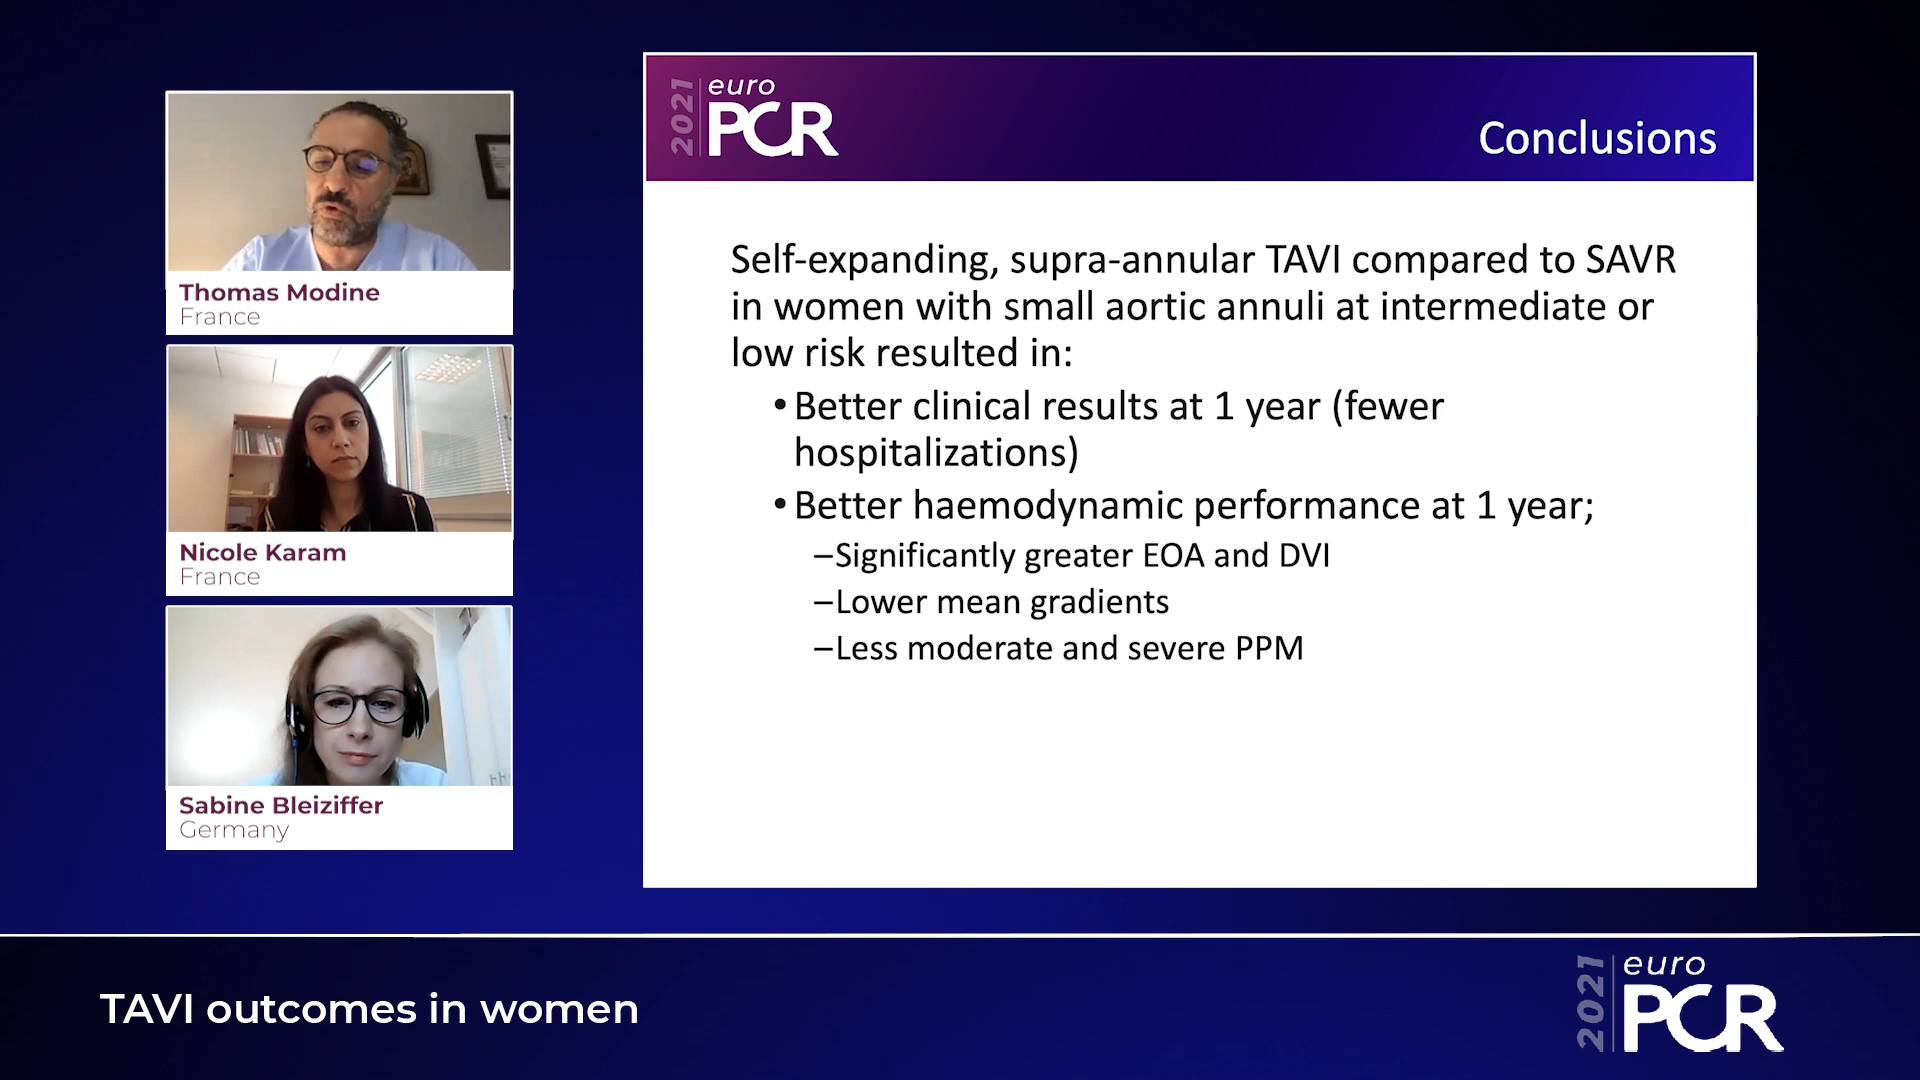 Thomas Modine
France
Nicole Karam
France
Sabine Bleiziffer
Germany
2021
euro
PCR
Conclusions
Self-expanding, supra-annular TAVI compared to SAVR
in women with small aortic annuli at intermediate or
low risk resulted in:
•Better clinical results at 1 year (fewer
hospitalizations)
•Better haemodynamic performance at 1 year;
–Significantly greater EOA and DVI
–Lower mean gradients
–Less moderate and severe PPM
TAVI outcomes in women
2021
euro
PCR